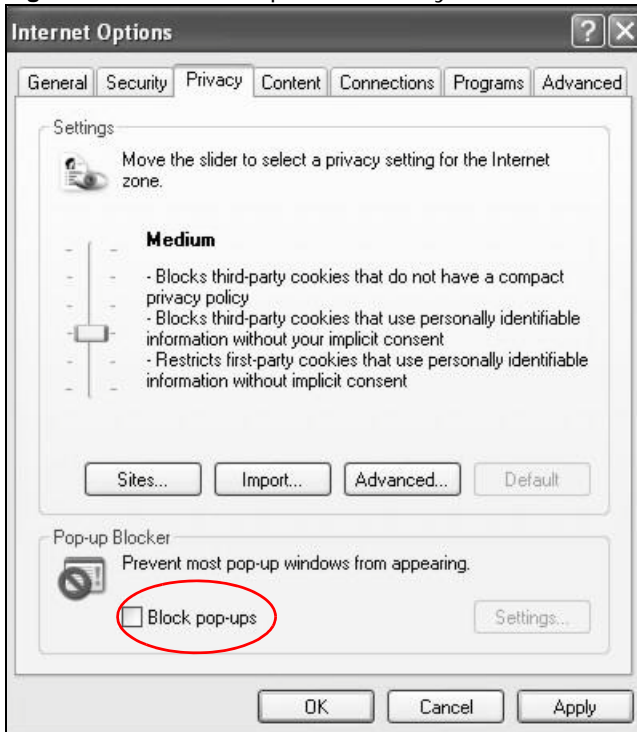 Internet Options
General Security Privacy Content Connections Programs Advanced
Settings
Move the slider to select a privacy setting for the Internet
zone.
Medium
- Blocks third-party cookies that do not have a compact
privacy policy
- Blocks third-party cookies that use personally identifiable
information without your implicit consent
- Restricts first-party cookies that use personally identifiable
information without implicit consent
Sites... Import... Advanced... Default
Pop-up Blocker
Prevent most pop-up windows from appearing.
Block pop-ups Settings...
OK Cancel Apply